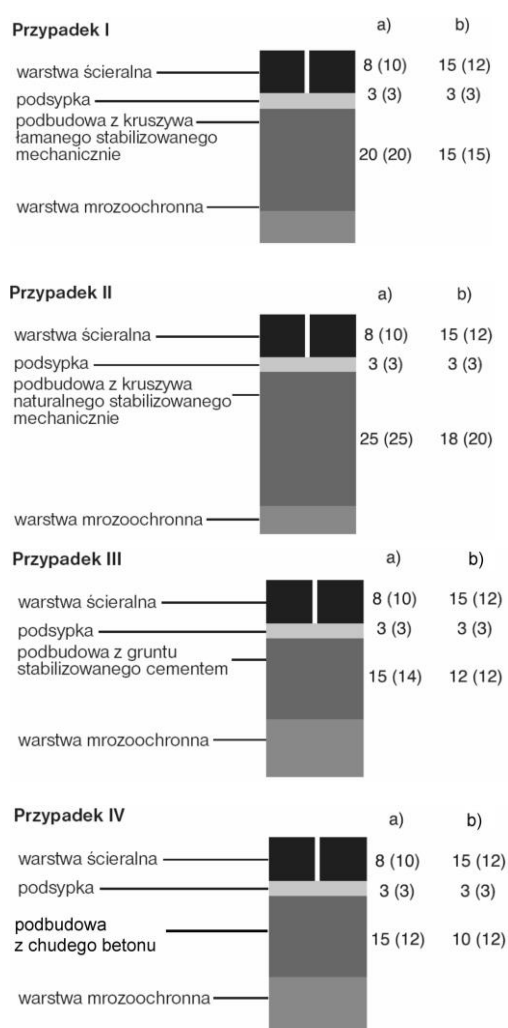 Przypadek I a) b)
warstwa ścieralna 8 (10) 15 (12)
podsypka 3 (3) 3 (3)
podbudowa z kruszywa
łamanego stabilizowanego
mechanicznie 20 (20) 15 (15)
warstwa mrozoochronna
Przypadek II a) b)
warstwa ścieralna 8 (10) 15 (12)
podsypka 3 (3) 3 (3)
podbudowa z kruszywa
naturalnego stabilizowanego
mechanicznie
25 (25) 18 (20)
warstwa mrozoochronna
Przypadek III a) b)
warstwa ścieralna 8 (10) 15 (12)
podsypka 3 (3) 3 (3)
podbudowa z gruntu
stabilizowanego cementem 15 (14) 12 (12)
warstwa mrozoochronna
Przypadek IV a) b)
warstwa ścieralna 8 (10) 15 (12)
podsypka 3 (3) 3 (3)
podbudowa
z chudego betonu 15 (12) 10 (12)
warstwa mrozoochronna